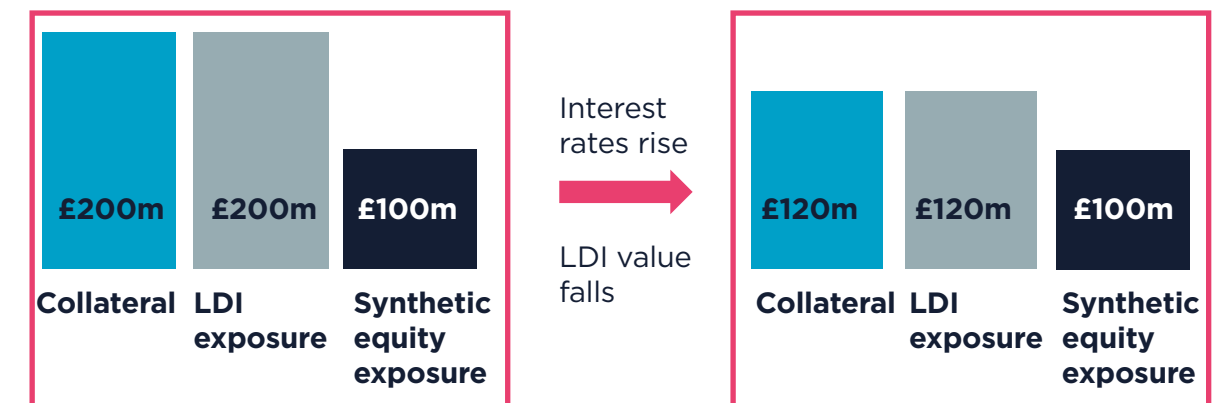 £200m
£200m
£100m
Collateral
LDI
exposure
Synthetic
equity
exposure
Interest
rates rise
LDI value
falls
£120m
£120m
£100m
Collateral
LDI
exposure
Synthetic
equity
exposure